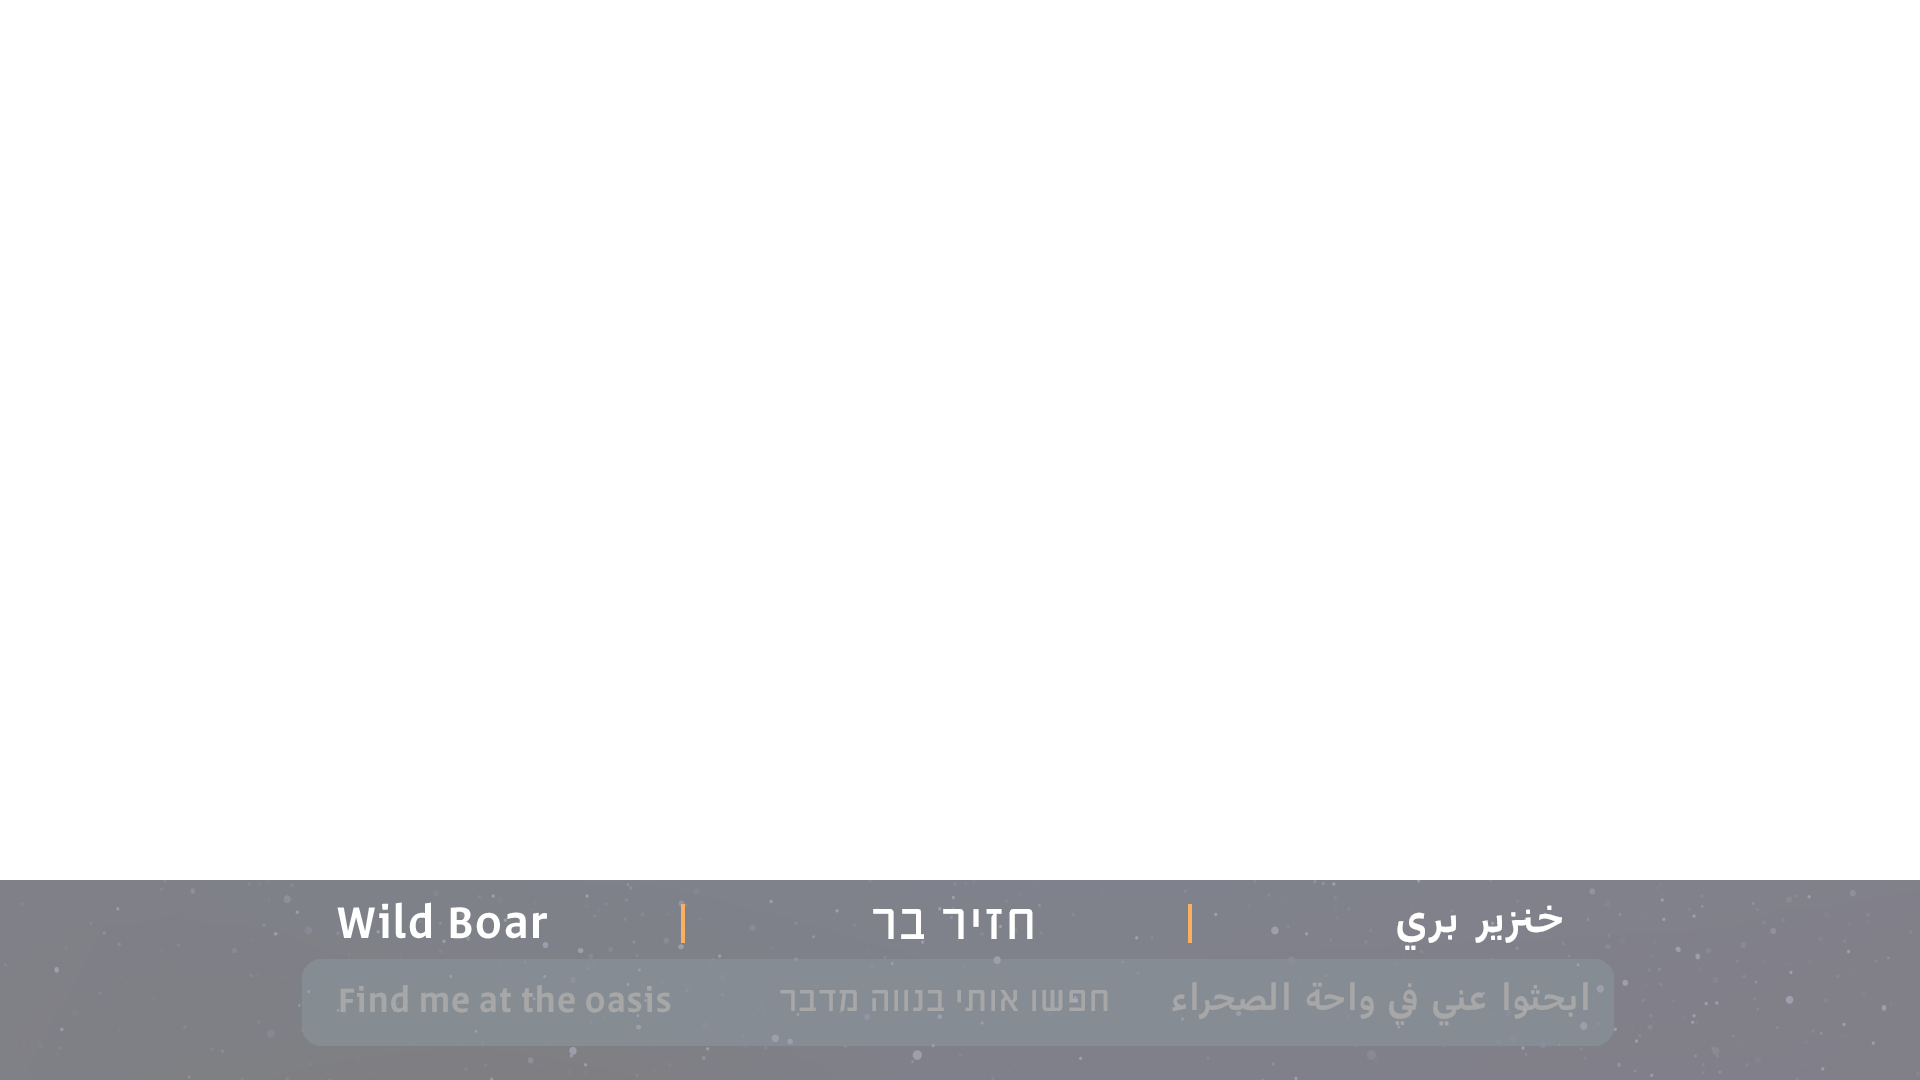 Wild Boar | חזיר בר | خنزير بري
Find me at the oasis חפשו אותי בנווה מדבר ابحثوا عني في واحة الصحراء